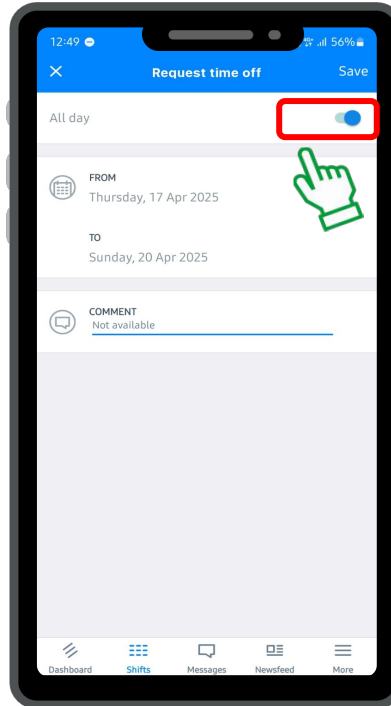 12:49 56%
Request time off Save
All day
FROM
Thursday, 17 Apr 2025
TO
Sunday, 20 Apr 2025
COMMENT
Not available
Dashboard Shifts Messages Newsfeed More